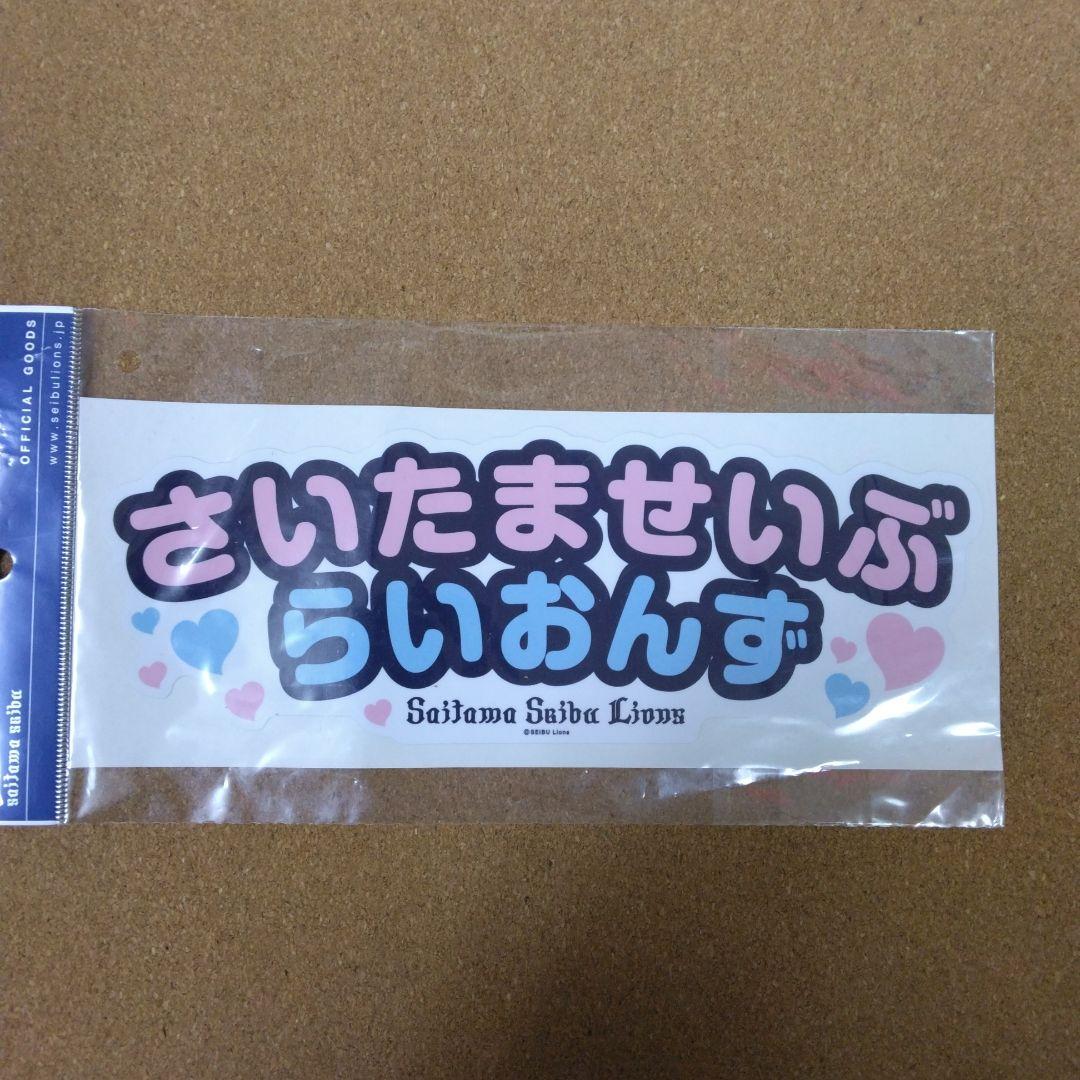 OFFICIAL GOODS
www.seibulions.jp
saitama seibu
さいたませいぶ
らいおんず
Saitama Seibu Lions
©SEIBU Lions